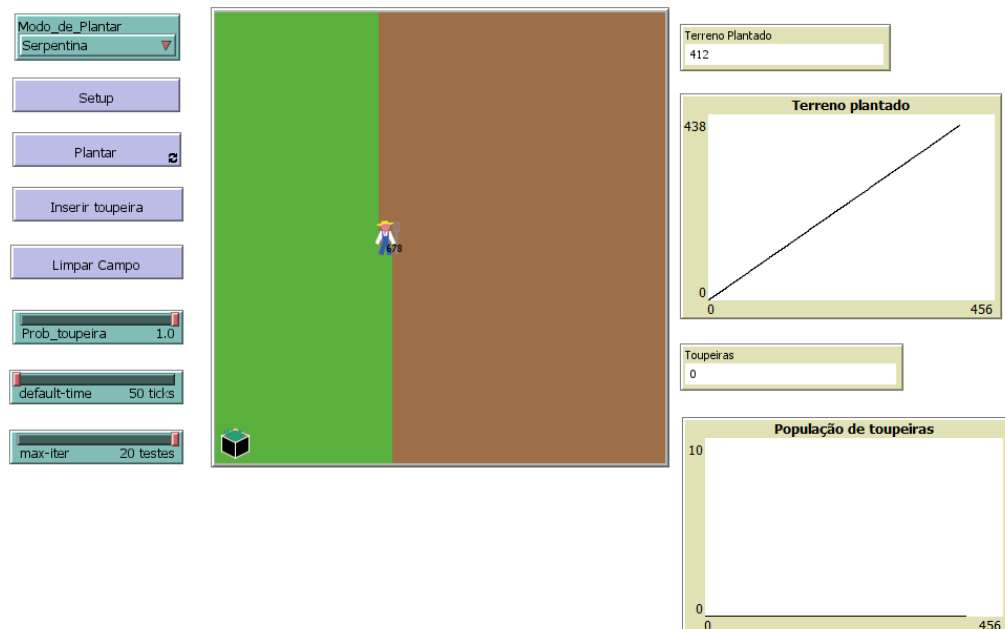 Modo_de_Plantar
Serpentina
Setup
Plantar
Inserir toupeira
Limpar Campo
Prob_toupeira 1.0
default-time 50 ticks
max-iter 20 testes
678
Terreno Plantado
412
Terreno plantado
438
0
0 456
Toupeiras
0
População de toupeiras
10
0
0 456